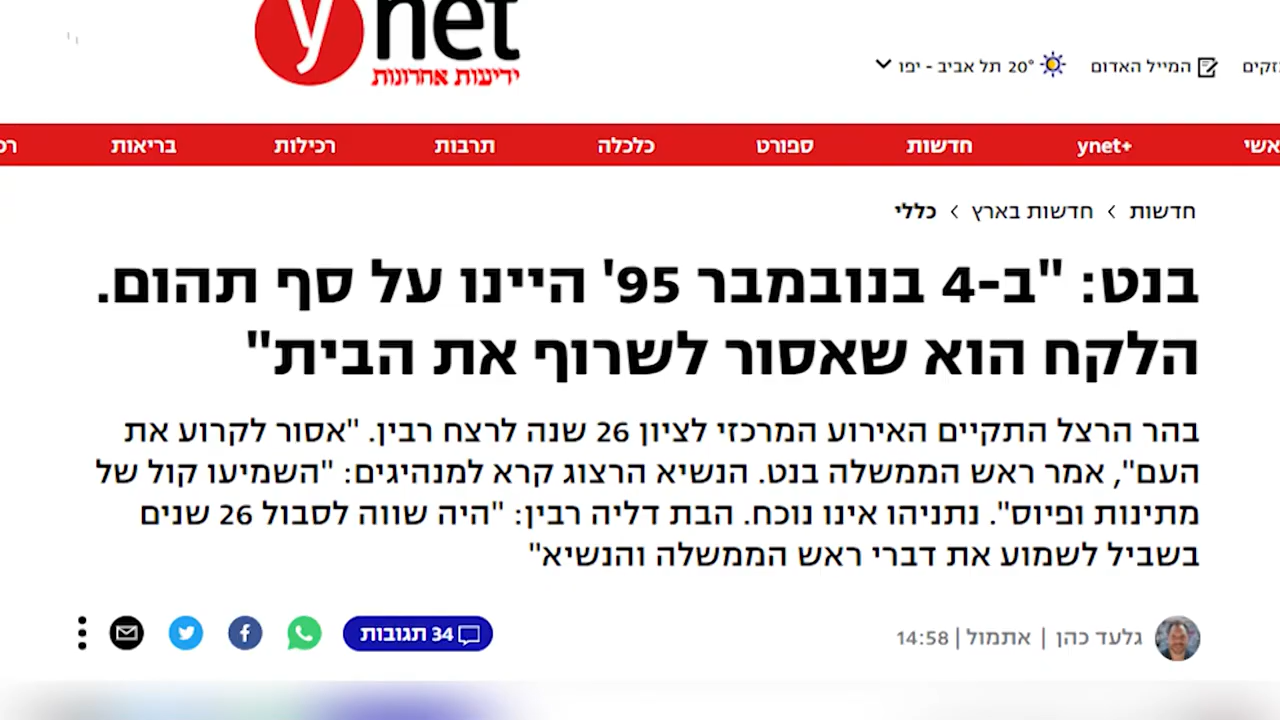 ynet
ידיעות אחרונות
המייל האדום
20° תל אביב - יפו
ynet+
חדשות
ספורט
כלכלה
תרבות
רכילות
בריאות
חדשות > חדשות בארץ > כללי
בנט: "ב-4 בנובמבר 95' היינו על סף תהום.
הלקח הוא שאסור לשרוף את הבית"
בהר הרצל התקיים האירוע המרכזי לציון 26 שנה לרצח רבין. "אסור לקרוע את
העם", אמר ראש הממשלה בנט. הנשיא הרצוג קרא למנהיגים: "השמיעו קול של
מתינות ופיוס". נתניהו אינו נוכח. הבת דליה רבין: "היה שווה לסבול 26 שנים
בשביל לשמוע את דברי ראש הממשלה והנשיא"
גלעד כהן | אתמול | 14:58
34 תגובות